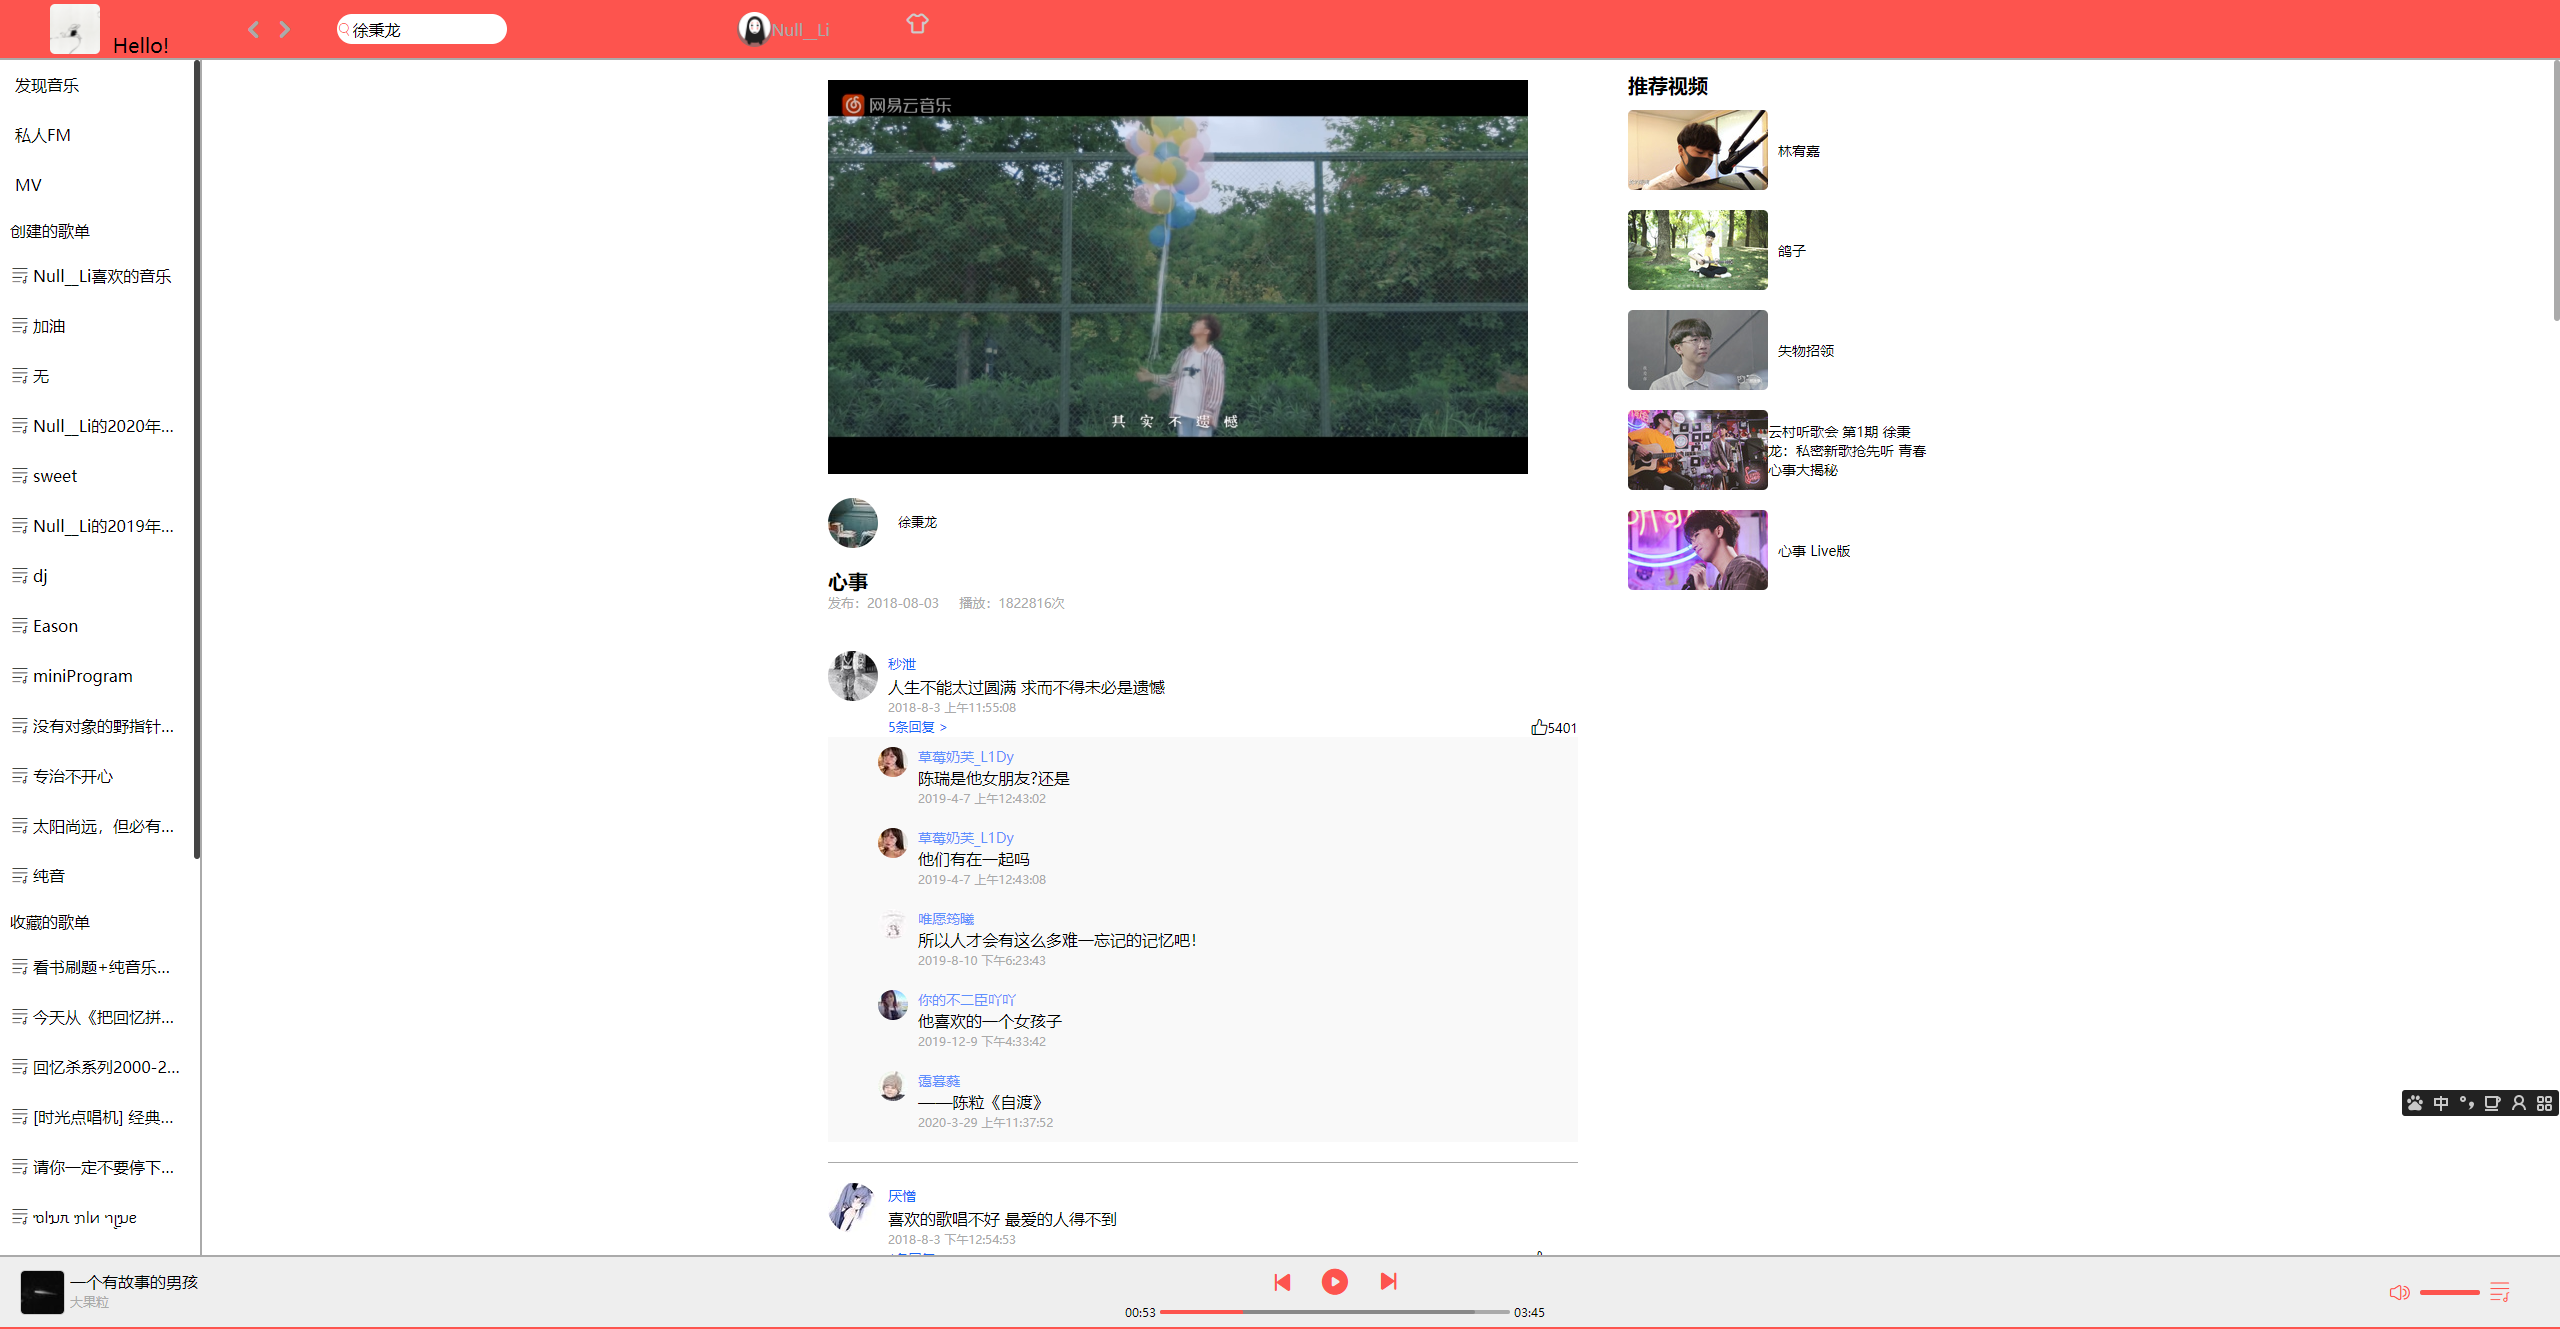 Hello!
徐秉龙
Null__Li
发现音乐
私人FM
MV
创建的歌单
Null__Li喜欢的音乐
加油
无
Null__Li的2020年...
sweet
Null__Li的2019年...
dj
Eason
miniProgram
没有对象的野指针...
专治不开心
太阳尚远，但必有...
纯音
收藏的歌单
看书刷题+纯音乐...
今天从《把回忆拼...
回忆杀系列2000-2...
[时光点唱机] 经典...
请你一定不要停下...
网易云音乐
其 实 不 遗 憾
徐秉龙
心事
发布：2018-08-03 播放：1822816次
秒泄
人生不能太过圆满 求而不得未必是遗憾
2018-8-3 上午11:55:08
5条回复 >
5401
草莓奶芙_L1Dy
陈瑞是他女朋友?还是
2019-4-7 上午12:43:02
草莓奶芙_L1Dy
他们有在一起吗
2019-4-7 上午12:43:08
唯愿筠曦
所以人才会有这么多难一忘记的记忆吧！
2019-8-10 下午6:23:43
你的不二臣吖吖
他喜欢的一个女孩子
2019-12-9 下午4:33:42
——陈粒《自渡》
2020-3-29 上午11:37:52
厌憎
喜欢的歌唱不好 最爱的人得不到
2018-8-3 下午12:54:53
推荐视频
林宥嘉
鸽子
失物招领
云村听歌会 第1期 徐秉
龙：私密新歌抢先听 青春
心事大揭秘
心事 Live版
中
一个有故事的男孩
大果粒
00:53
03:45